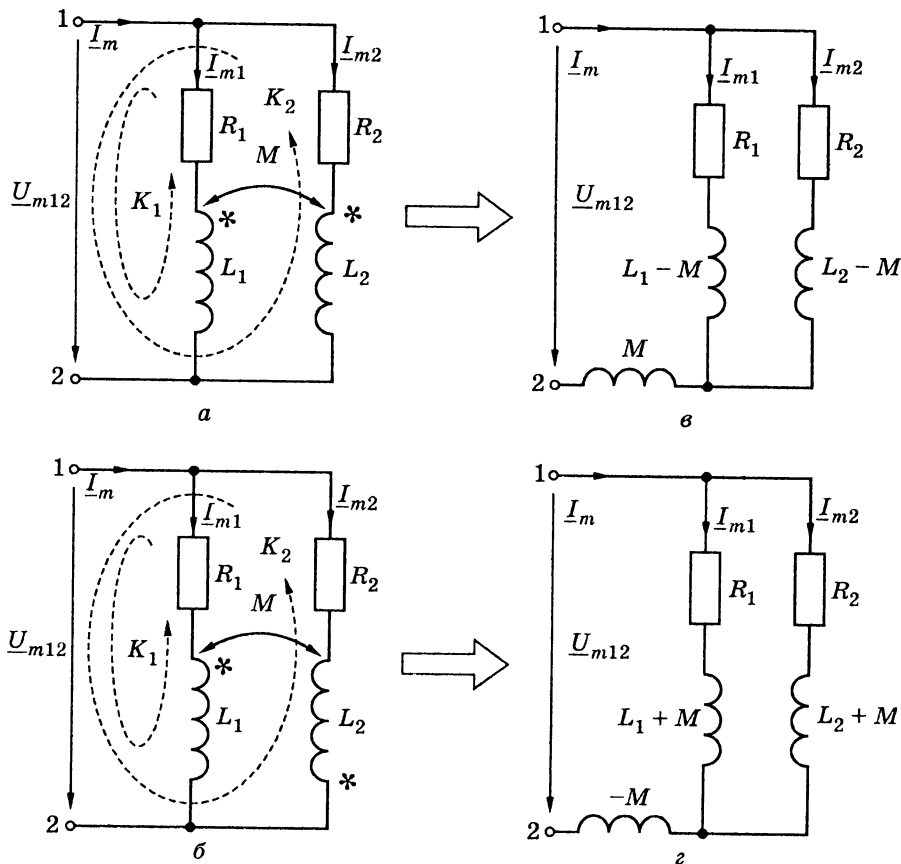 1
I_m
I_m1
I_m2
R_1
K_2
R_2
M
U_m12
K_1
*
*
L_1
L_2
2
а
1
I_m
I_m1
I_m2
R_1
R_2
U_m12
L_1 − M
L_2 − M
M
2
в
1
I_m
I_m1
I_m2
R_1
K_2
R_2
M
U_m12
K_1
*
L_1
L_2
*
2
б
1
I_m
I_m1
I_m2
R_1
R_2
U_m12
L_1 + M
L_2 + M
−M
2
г